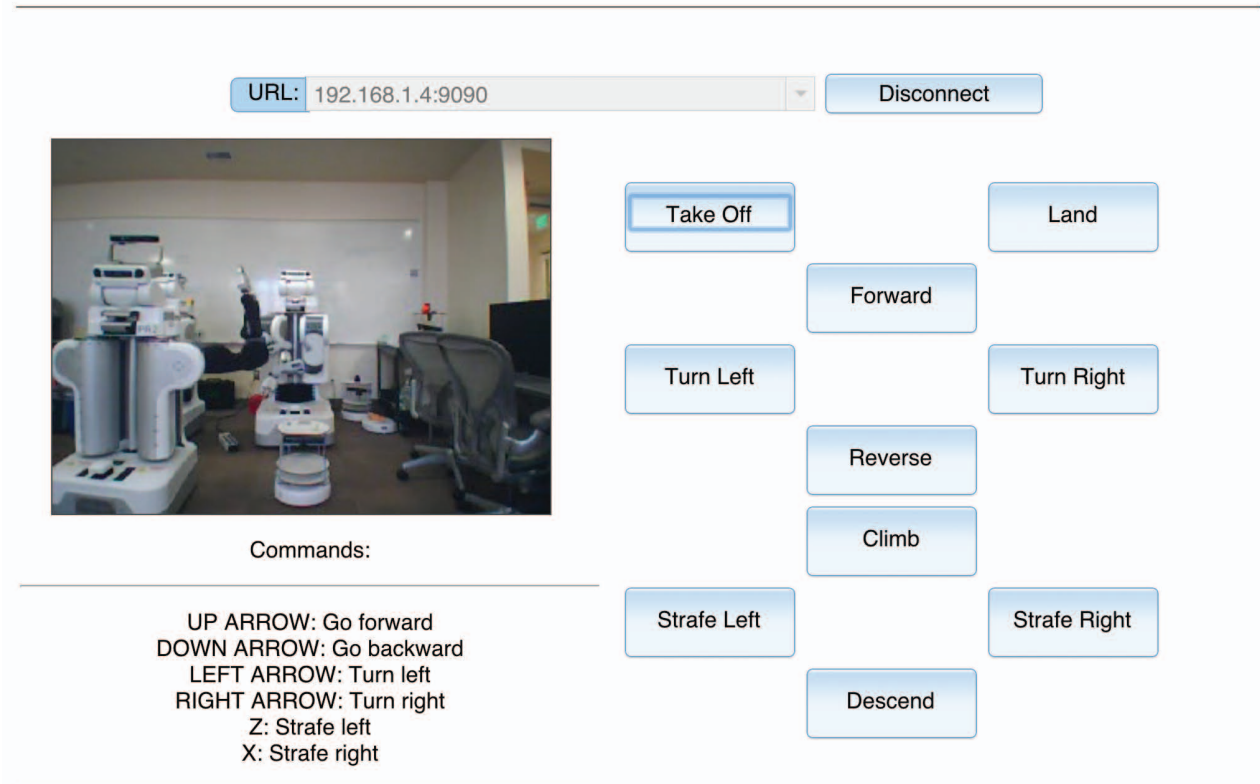 URL: 192.168.1.4:9090 Disconnect
Take Off Land
Forward
Turn Left Turn Right
Reverse
Climb
Strafe Left Strafe Right
Descend
PR2
Commands:
UP ARROW: Go forward
DOWN ARROW: Go backward
LEFT ARROW: Turn left
RIGHT ARROW: Turn right
Z: Strafe left
X: Strafe right